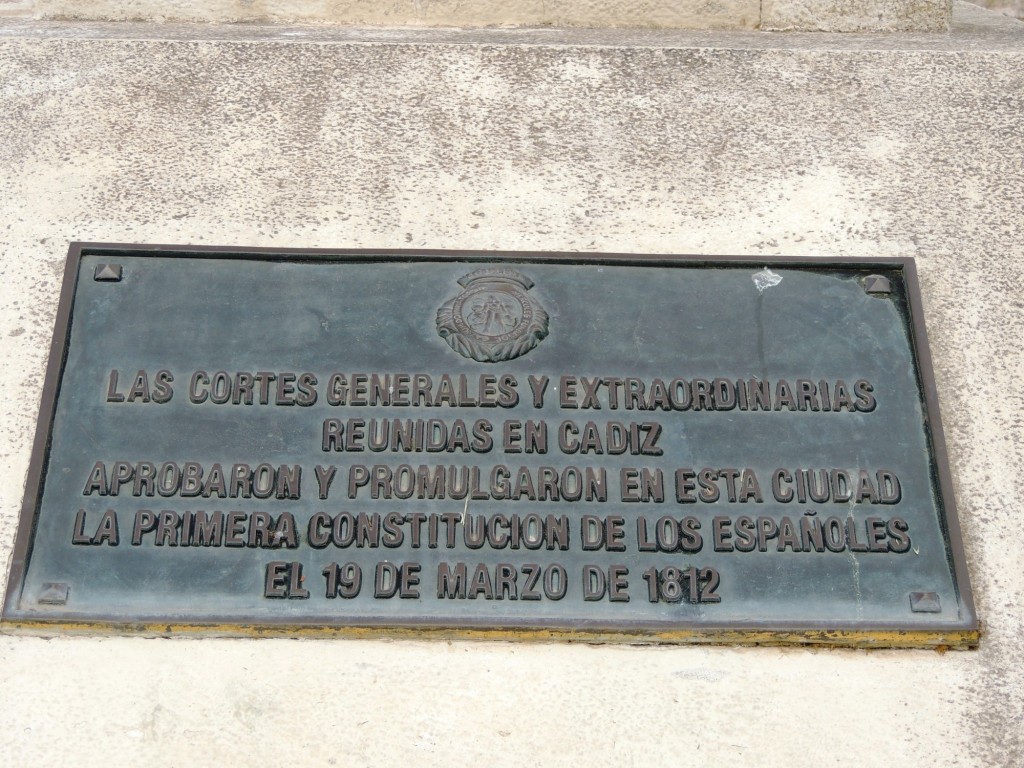 LAS CORTES GENERALES Y EXTRAORDINARIAS
REUNIDAS EN CADIZ
APROBARON Y PROMULGARON EN ESTA CIUDAD
LA PRIMERA CONSTITUCION DE LOS ESPAÑOLES
EL 19 DE MARZO DE 1812